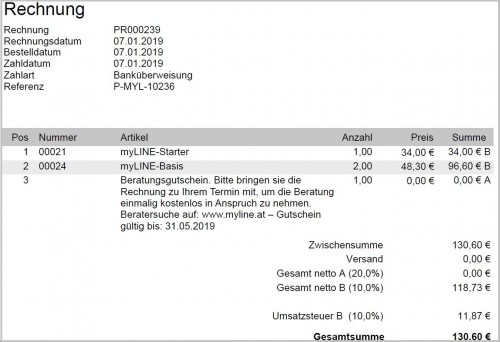 Rechnung
Rechnung PR000239
Rechnungsdatum 07.01.2019
Bestelldatum 07.01.2019
Zahldatum 07.01.2019
Zahlart Banküberweisung
Referenz P-MYL-10236
Pos Nummer Artikel Anzahl Preis Summe
1 00021 myLINE-Starter 1,00 34,00 € 34,00 € B
2 00024 myLINE-Basis 2,00 48,30 € 96,60 € B
3 Beratungsgutschein. Bitte bringen sie die 1,00 0,00 € 0,00 € A
Rechnung zu Ihrem Termin mit, um die Beratung
einmalig kostenlos in Anspruch zu nehmen.
Beratersuche auf: www.myline.at – Gutschein
gültig bis: 31.05.2019
Zwischensumme 130,60 €
Versand 0,00 €
Gesamt netto A (20,0%) 0,00 €
Gesamt netto B (10,0%) 118,73 €
Umsatzsteuer B (10,0%) 11,87 €
Gesamtsumme 130,60 €